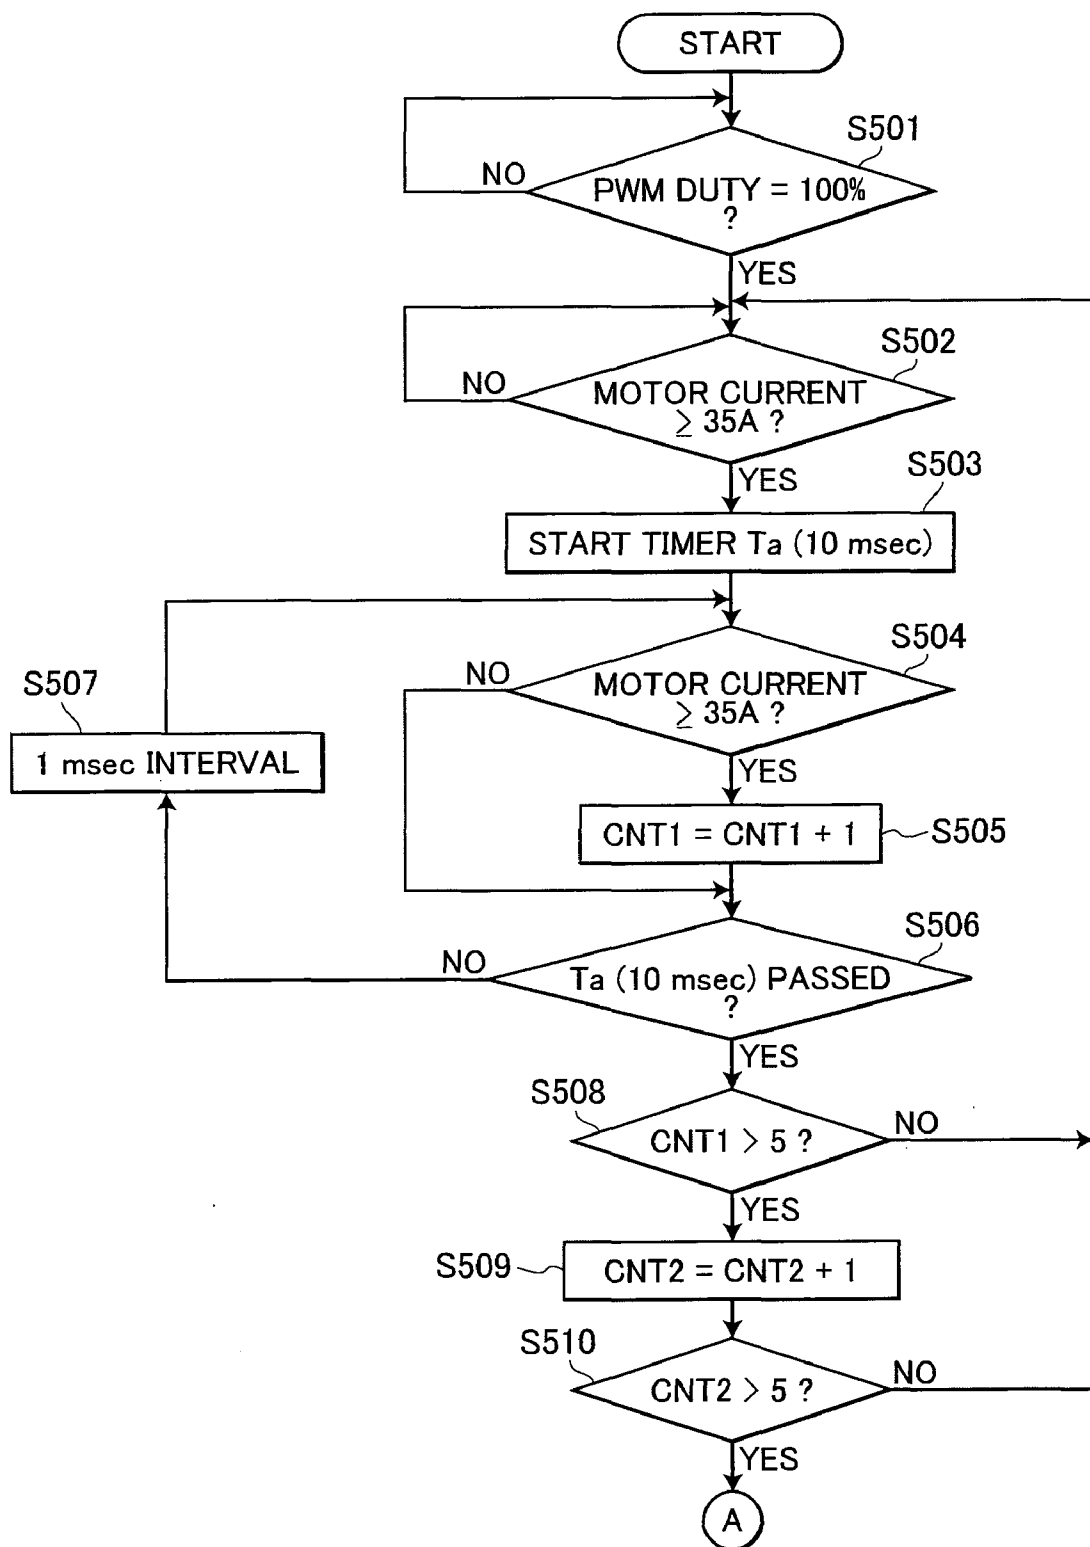 START
S501
NO
PWM DUTY = 100%
?
YES
S502
NO
MOTOR CURRENT
≥ 35A ?
YES
S503
START TIMER Ta (10 msec)
S504
NO
MOTOR CURRENT
≥ 35A ?
S507
1 msec INTERVAL
YES
CNT1 = CNT1 + 1
S505
S506
NO
Ta (10 msec) PASSED
?
YES
S508
NO
CNT1 > 5 ?
YES
S509
CNT2 = CNT2 + 1
S510
NO
CNT2 > 5 ?
YES
A